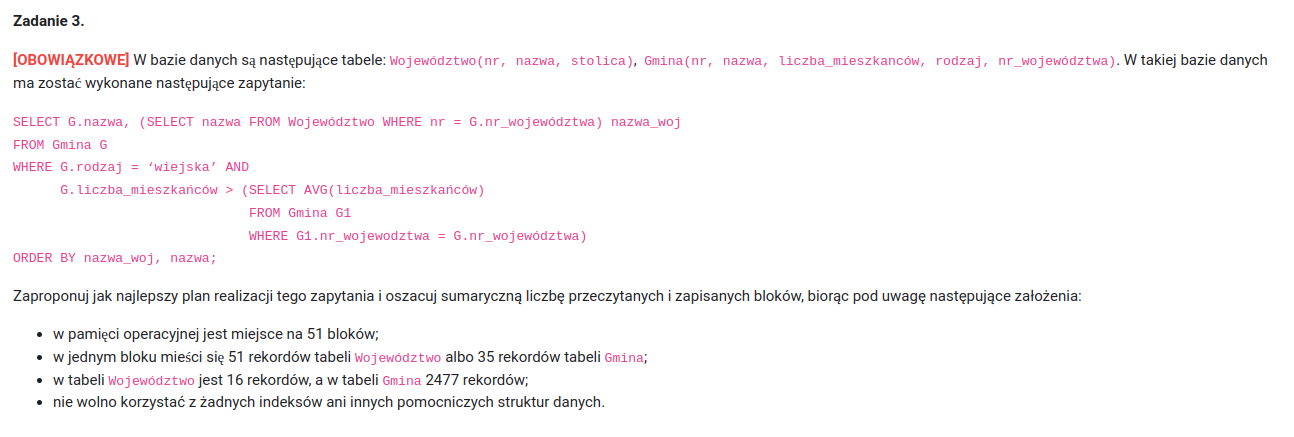 Zadanie 3.
[OBOWIĄZKOWE] W bazie danych są następujące tabele: Województwo(nr, nazwa, stolica), Gmina(nr, nazwa, liczba_mieszkancόw, rodzaj, nr_województwa). W takiej bazie danych
ma zostać wykonane następujące zapytanie:
SELECT G.nazwa, (SELECT nazwa FROM Województwo WHERE nr = G.nr_województwa) nazwa_woj
FROM Gmina G
WHERE G.rodzaj = ‘wiejska’ AND
G.liczba_mieszkańców > (SELECT AVG(liczba_mieszkańców)
FROM Gmina G1
WHERE G1.nr_wojewodztwa = G.nr_województwa)
ORDER BY nazwa_woj, nazwa;
Zaproponuj jak najlepszy plan realizacji tego zapytania i oszacuj sumaryczną liczbę przeczytanych i zapisanych bloków, biorąc pod uwagę następujące założenia:
• w pamięci operacyjnej jest miejsce na 51 bloków;
• w jednym bloku mieści się 51 rekordów tabeli Województwo albo 35 rekordów tabeli Gmina;
• w tabeli Województwo jest 16 rekordów, a w tabeli Gmina 2477 rekordów;
• nie wolno korzystać z żadnych indeksów ani innych pomocniczych struktur danych.